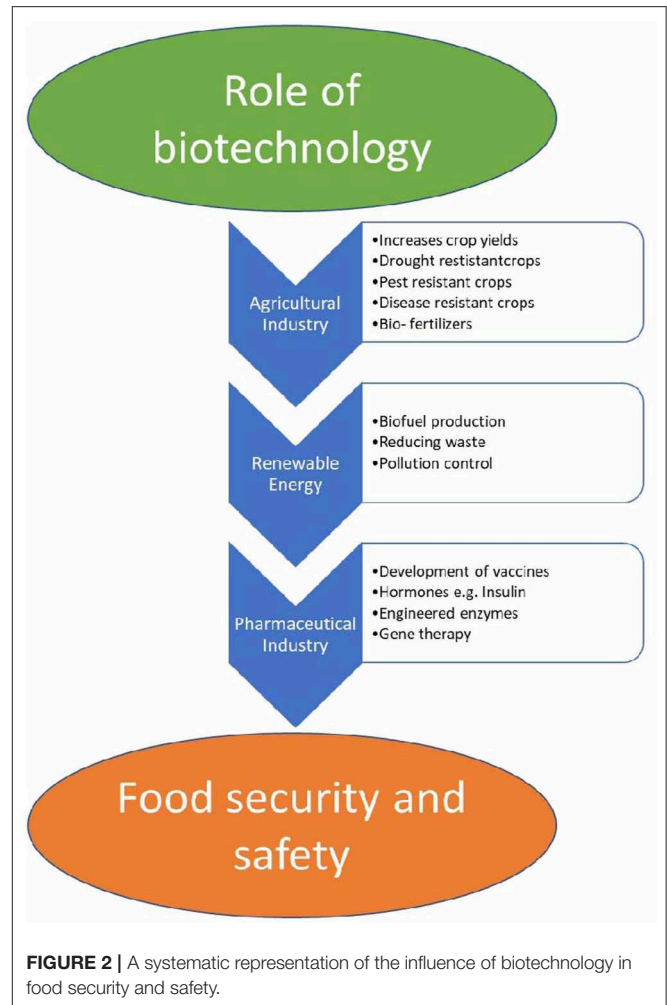 Role of
biotechnology
Agricultural
Industry
•Increases crop yields
•Drought restistantcrops
•Pest resistant crops
•Disease resistant crops
•Bio- fertilizers
Renewable
Energy
•Biofuel production
•Reducing waste
•Pollution control
Pharmaceutical
Industry
•Development of vaccines
•Hormones e.g. Insulin
•Engineered enzymes
•Gene therapy
Food security and
safety
FIGURE 2 | A systematic representation of the influence of biotechnology in
food security and safety.